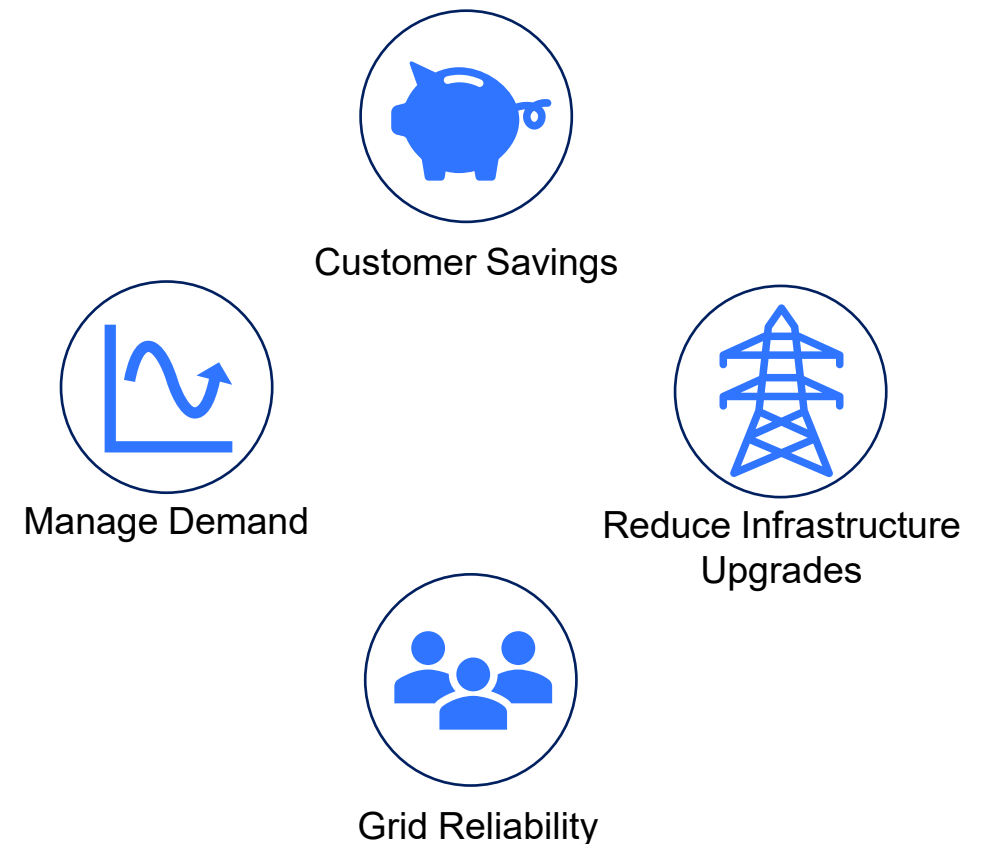 Customer Savings
Manage Demand
Reduce Infrastructure
Upgrades
Grid Reliability